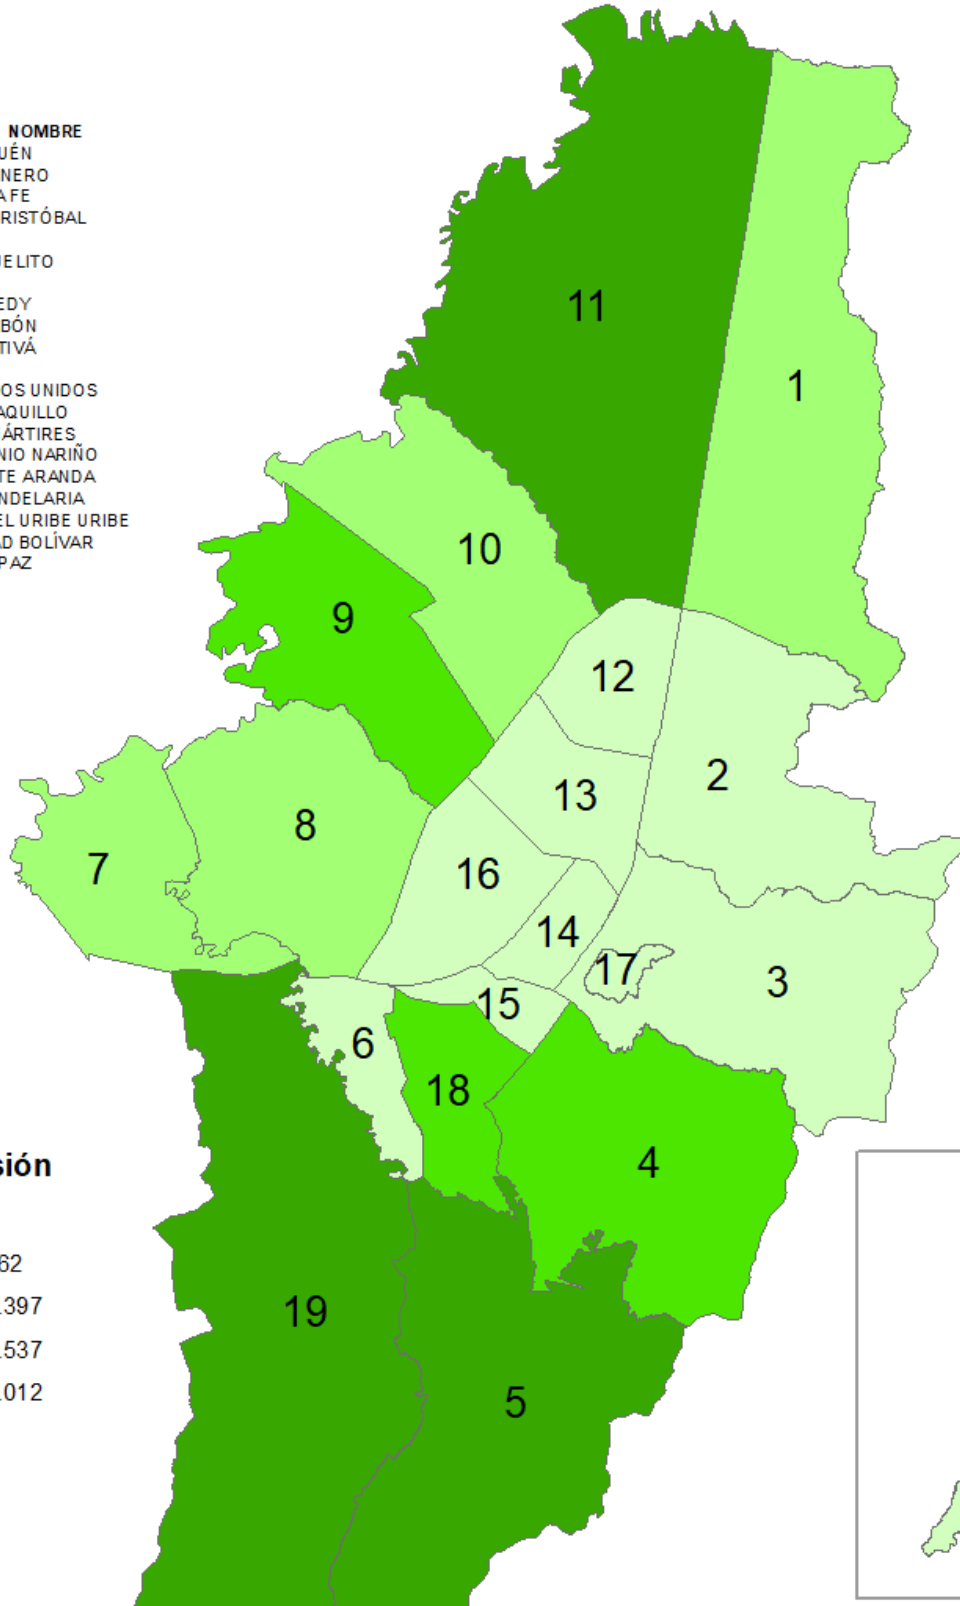 NOMBRE
UÉN
NERO
AFE
RISTÓBAL
ELITO
EDY
BÓN
TIVÁ
OS UNIDOS
AQUILLO
ÁRTIRES
NIO NARIÑO
TE ARANDA
NDELARIA
EL URIBE URIBE
AD BOLÍVAR
PAZ
11
1
10
9
12
2
13
8
7
16
14
17
3
15
6
18
4
sión
62
.397
19
.537
.012
5